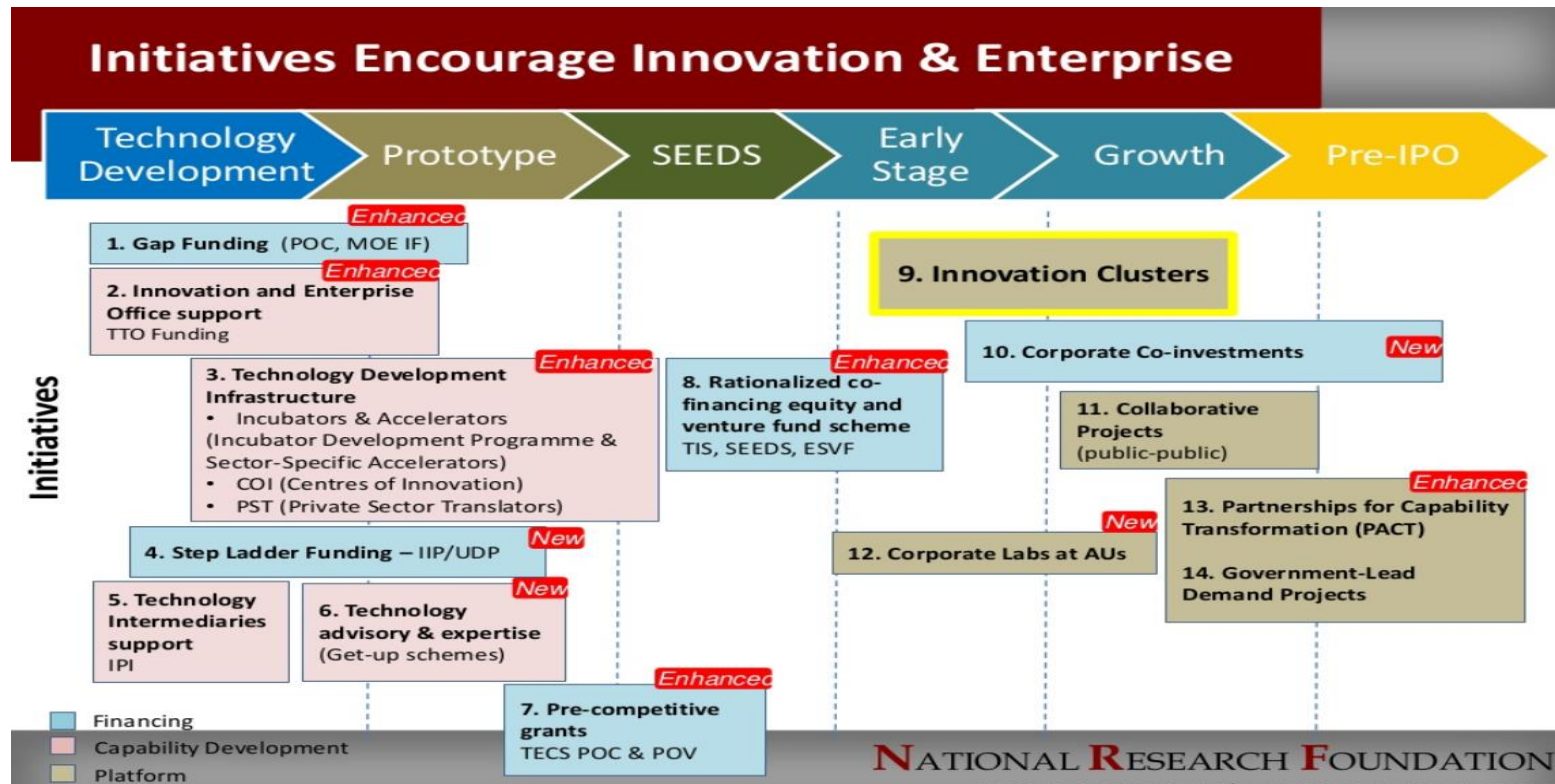 Initiatives Encourage Innovation & Enterprise
Technology
Development
Prototype
SEEDS
Early
Stage
Growth
Pre-IPO
Initiatives
Enhanced
1. Gap Funding (POC, MOE IF)
Enhanced
2. Innovation and Enterprise
Office support
TTO Funding
Enhanced
3. Technology Development
Infrastructure
• Incubators & Accelerators
(Incubator Development Programme &
Sector-Specific Accelerators)
• COI (Centres of Innovation)
• PST (Private Sector Translators)
New
4. Step Ladder Funding – IIP/UDP
5. Technology
Intermediaries
support
IPI
New
6. Technology
advisory & expertise
(Get-up schemes)
Enhanced
7. Pre-competitive
grants
TECS POC & POV
Enhanced
8. Rationalized co-
financing equity and
venture fund scheme
TIS, SEEDS, ESVF
9. Innovation Clusters
10. Corporate Co-investments
New
11. Collaborative
Projects
(public-public)
New
12. Corporate Labs at AUs
Enhanced
13. Partnerships for Capability
Transformation (PACT)
14. Government-Lead
Demand Projects
Financing
Capability Development
Platform
NATIONAL RESEARCH FOUNDATION